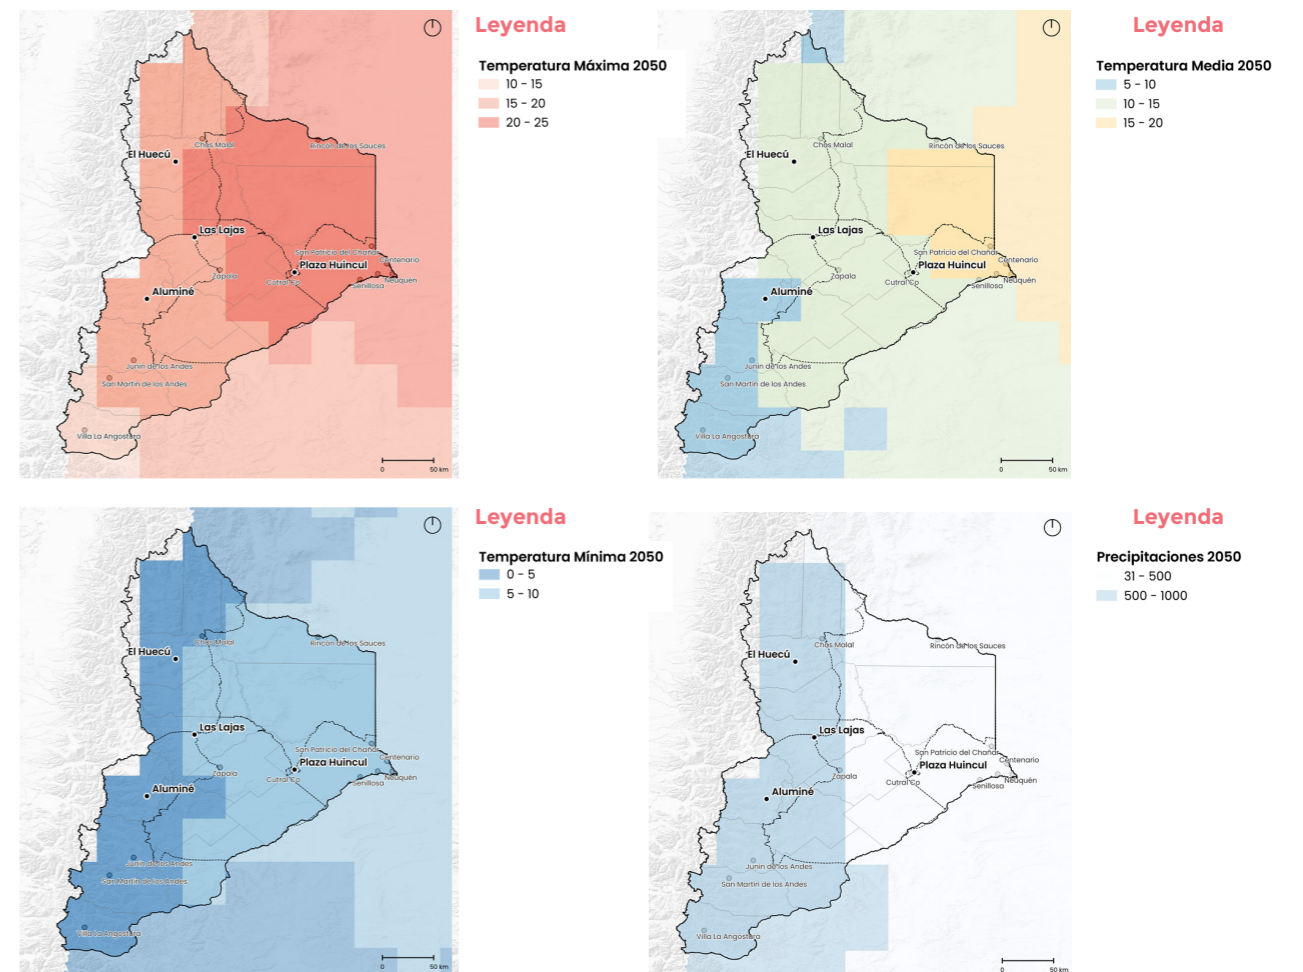 Leyenda
Temperatura Máxima 2050
10 - 15
15 - 20
20 - 25
Chos Malal
Rincón de los Sauces
El Huecú
Las Lajas
San Patricio del Chañar
Centenario
Plaza Huincul
Zapala
Cutral Co
Neuquén
Senillosa
Aluminé
Junín de los Andes
San Martín de los Andes
Villa La Angostura
0 50 km
Leyenda
Temperatura Media 2050
5 - 10
10 - 15
15 - 20
Chos Malal
Rincón de los Sauces
El Huecú
Las Lajas
San Patricio del Chañar
Centenario
Plaza Huincul
Zapala
Cutral Co
Neuquén
Senillosa
Aluminé
Junín de los Andes
San Martín de los Andes
Villa La Angostura
0 50 km
Leyenda
Temperatura Mínima 2050
0 - 5
5 - 10
Chos Malal
Rincón de los Sauces
El Huecú
Las Lajas
San Patricio del Chañar
Centenario
Plaza Huincul
Zapala
Cutral Co
Neuquén
Senillosa
Aluminé
Junín de los Andes
San Martín de los Andes
Villa La Angostura
0 50 km
Leyenda
Precipitaciones 2050
31 - 500
500 - 1000
Chos Malal
Rincón de los Sauces
El Huecú
Las Lajas
San Patricio del Chañar
Centenario
Plaza Huincul
Zapala
Cutral Co
Neuquén
Senillosa
Aluminé
Junín de los Andes
San Martín de los Andes
Villa La Angostura
0 50 km